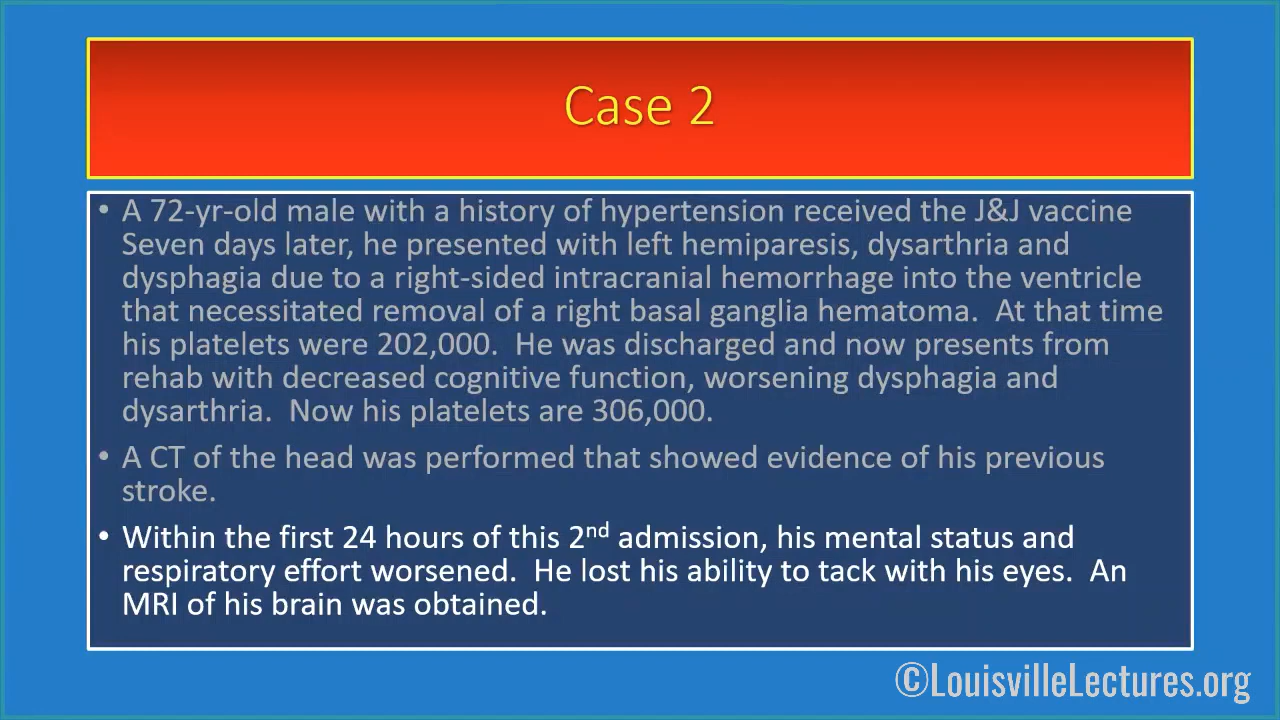 Case 2
• A 72-yr-old male with a history of hypertension received the J&J vaccine
Seven days later, he presented with left hemiparesis, dysarthria and
dysphagia due to a right-sided intracranial hemorrhage into the ventricle
that necessitated removal of a right basal ganglia hematoma.  At that time
his platelets were 202,000.  He was discharged and now presents from
rehab with decreased cognitive function, worsening dysphagia and
dysarthria.  Now his platelets are 306,000.
• A CT of the head was performed that showed evidence of his previous
stroke.
• Within the first 24 hours of this 2nd admission, his mental status and
respiratory effort worsened.  He lost his ability to tack with his eyes.  An
MRI of his brain was obtained.
©LouisvilleLectures.org